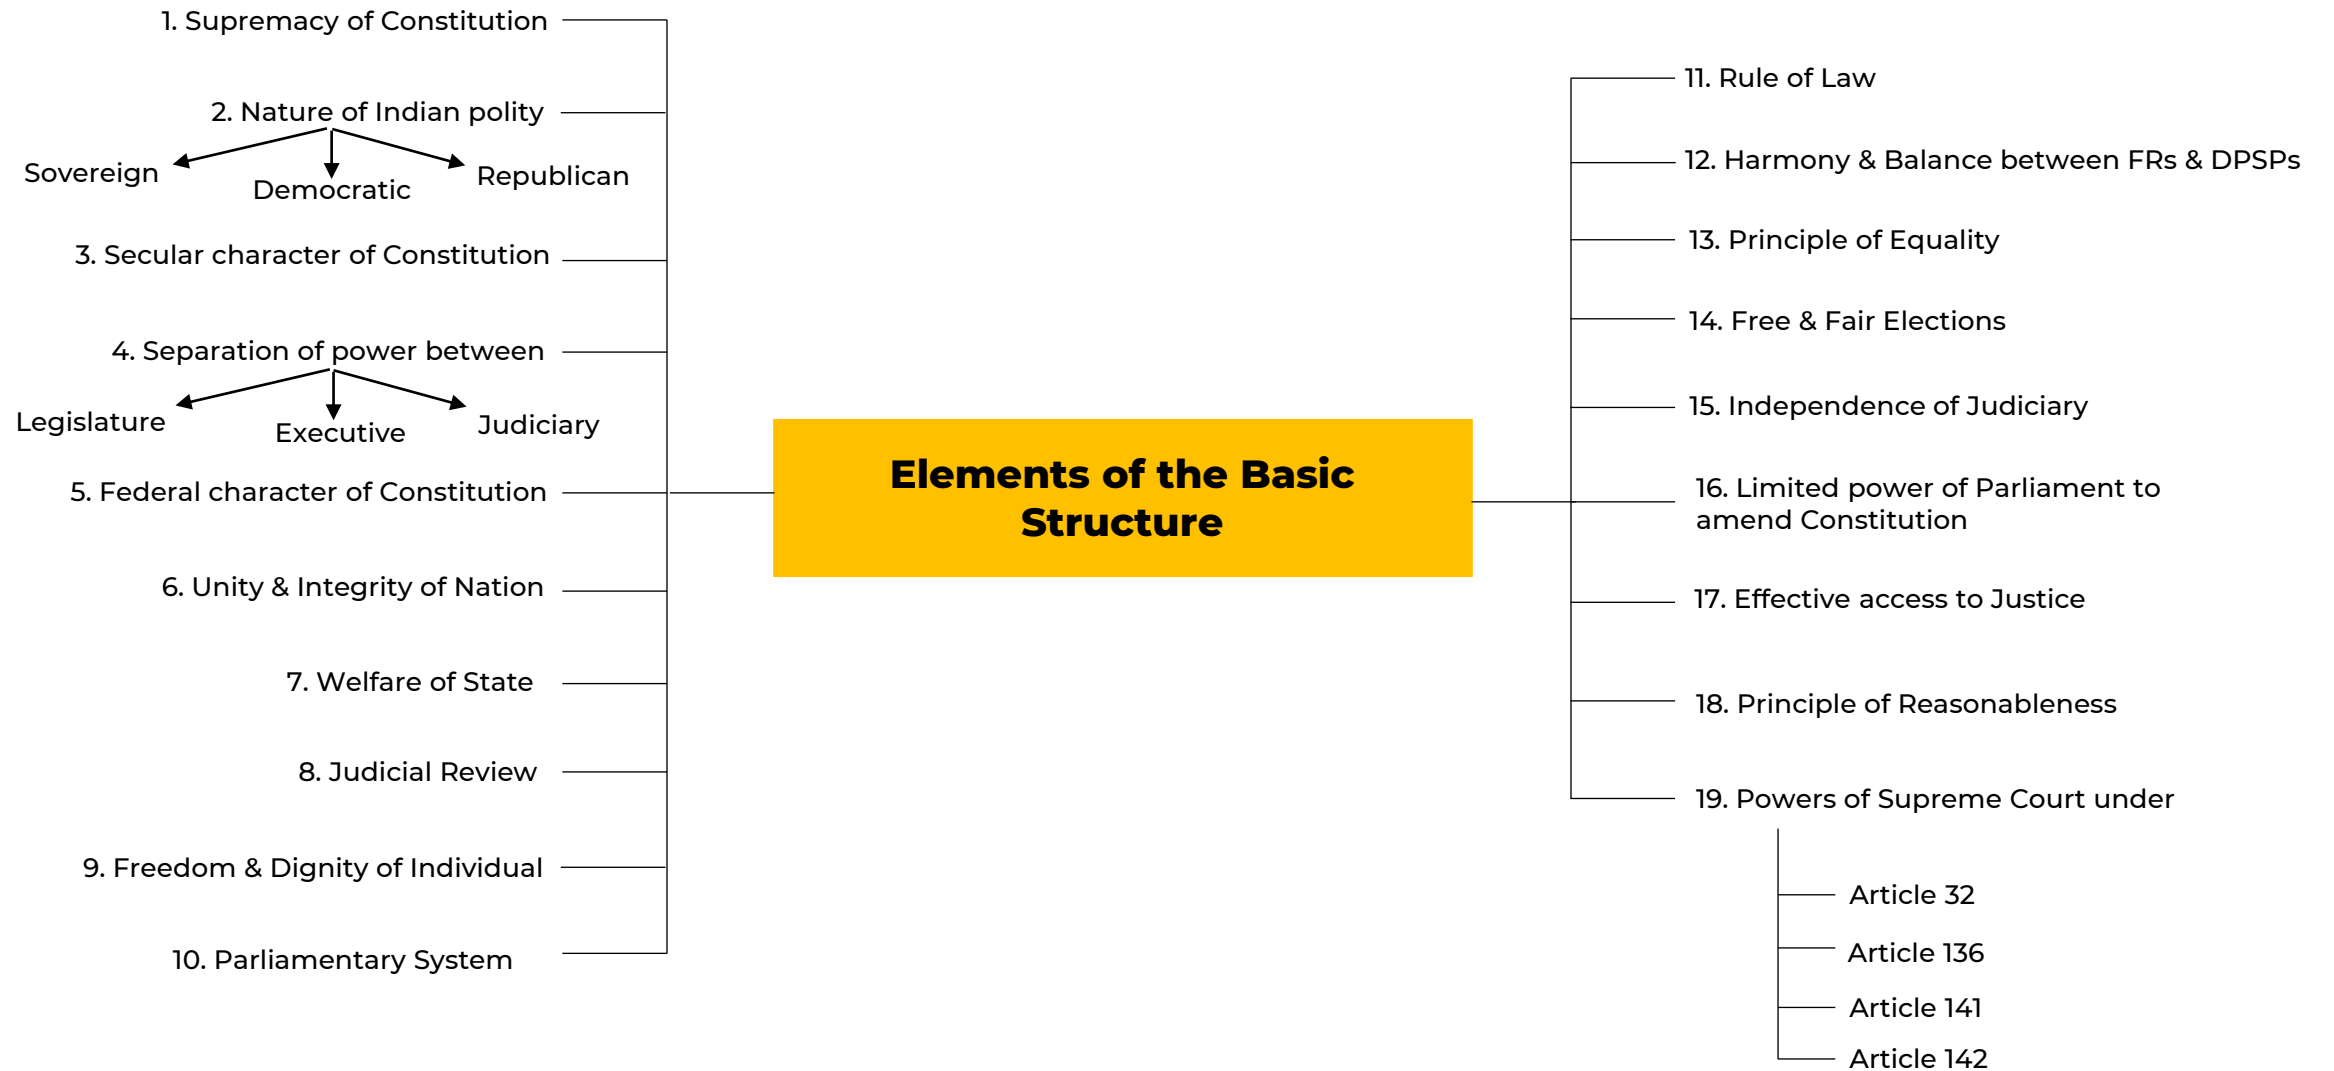 1. Supremacy of Constitution
2. Nature of Indian polity
Sovereign
Democratic
Republican
3. Secular character of Constitution
4. Separation of power between
Legislature
Executive
Judiciary
5. Federal character of Constitution
6. Unity & Integrity of Nation
7. Welfare of State
8. Judicial Review
9. Freedom & Dignity of Individual
10. Parliamentary System
Elements of the Basic
Structure
11. Rule of Law
12. Harmony & Balance between FRs & DPSPs
13. Principle of Equality
14. Free & Fair Elections
15. Independence of Judiciary
16. Limited power of Parliament to
amend Constitution
17. Effective access to Justice
18. Principle of Reasonableness
19. Powers of Supreme Court under
Article 32
Article 136
Article 141
Article 142